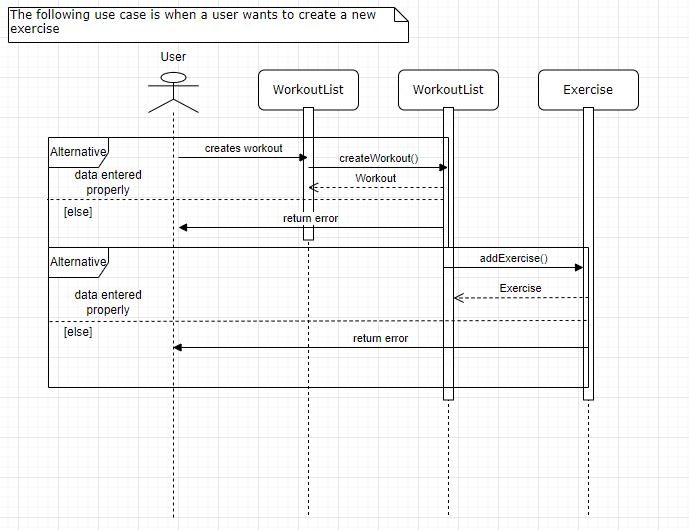 The following use case is when a user wants to create a new
exercise
User
WorkoutList
WorkoutList
Exercise
Alternative
creates workout
createWorkout()
data entered
properly
Workout
[else]
return error
Alternative
addExercise()
data entered
properly
Exercise
[else]
return error